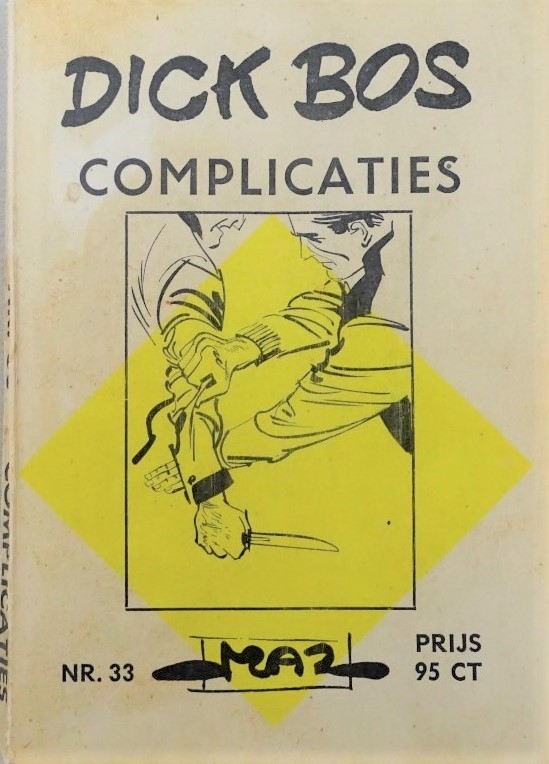 DICK BOS
COMPLICATIES
NR. 33
MAZ
PRIJS
95 CT
COMPLICATIES